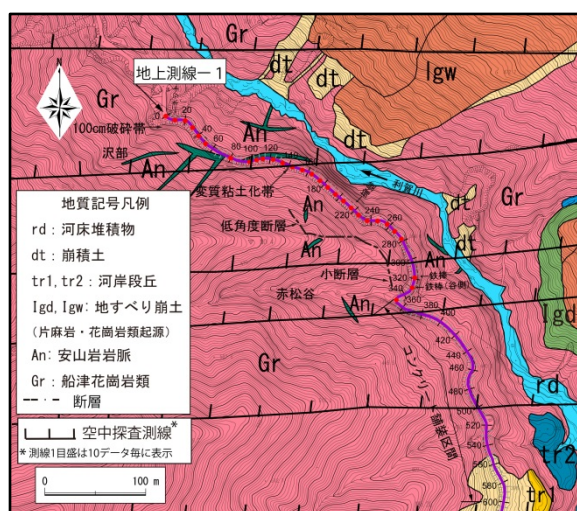 N
Gr
dt
dt
Igw
地上測線ー1
Gr
0
20
40
60
80
100
120
140
100cm破砕帯
沢部
An
An
dt
利賀川
Gr
変質粘土化帯
180
220
240
260
280
低角度断層
An
An
dt
dt
An
小断層
300
320
340
360
380
400
鉄棒
鉄棒(谷側)
赤松谷
An
Igd
地質記号凡例
rd：河床堆積物
dt：崩積土
tr1,tr2：河岸段丘
Igd,Igw: 地すべり崩土
(片麻岩・花崗岩類起源)
An: 安山岩岩脈
Gr：船津花崗岩類
断層
空中探査測線*
*測線1目盛は10データ毎に表示
0 100 m
Gr
コンクリート舗装区間
420
440
460
480
500
520
540
560
580
600
rd
tr2
tr1